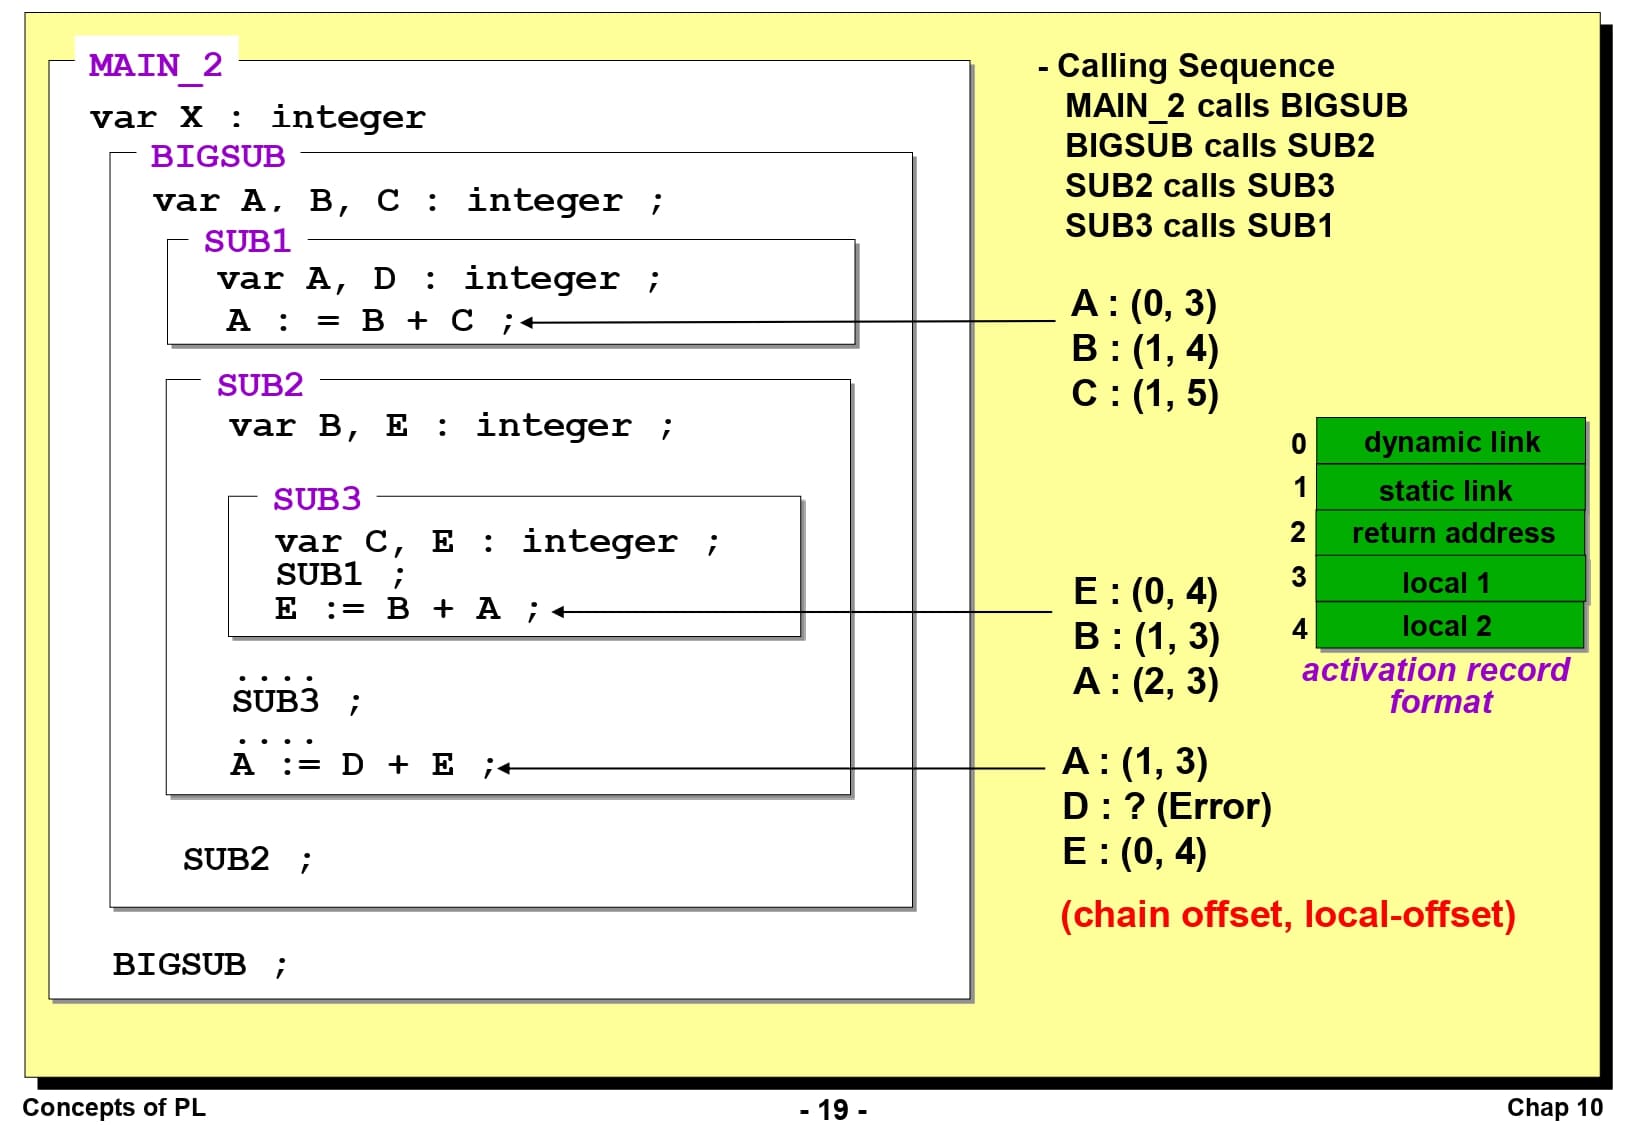 MAIN_2
var X : integer
BIGSUB
var A, B, C : integer ;
SUB1
var A, D : integer ;
A : = B + C ;
SUB2
var B, E : integer ;
SUB3
var C, E : integer ;
SUB1 ;
E := B + A ;
....
SUB3 ;
....
A := D + E ;
SUB2 ;
BIGSUB ;
- Calling Sequence
MAIN_2 calls BIGSUB
BIGSUB calls SUB2
SUB2 calls SUB3
SUB3 calls SUB1
A : (0, 3)
B : (1, 4)
C : (1, 5)
E : (0, 4)
B : (1, 3)
A : (2, 3)
A : (1, 3)
D : ? (Error)
E : (0, 4)
(chain offset, local-offset)
0 dynamic link
1 static link
2 return address
3 local 1
4 local 2
activation record
format
Concepts of PL
- 19 -
Chap 10